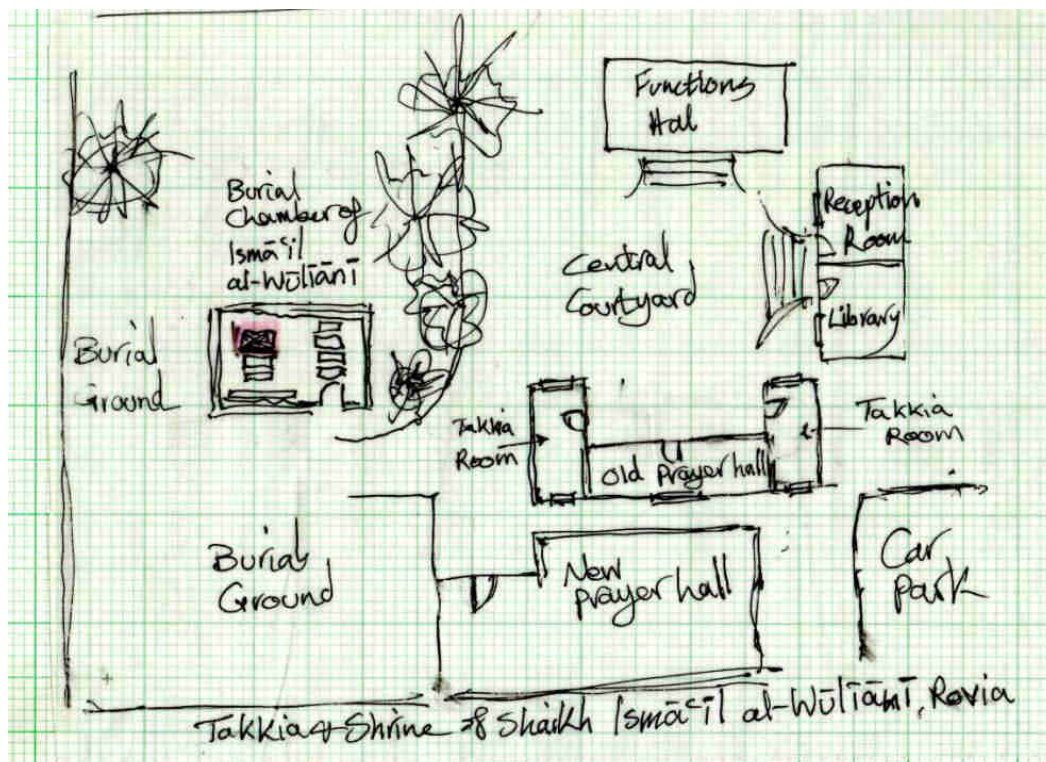 Functions
Hal
Burial
Chamber of
Ismāʿīl
al-Wūlīānī
Reception
Room
Central
Courtyard
Library
Burial
Ground
Takkia
Room
Takkia
Room
Old Prayer hall
Burial
Ground
New
Prayer hall
Car
Park
Takkia & Shrine of Shaikh Ismāʿīl al-Wūlīānī, Rovia